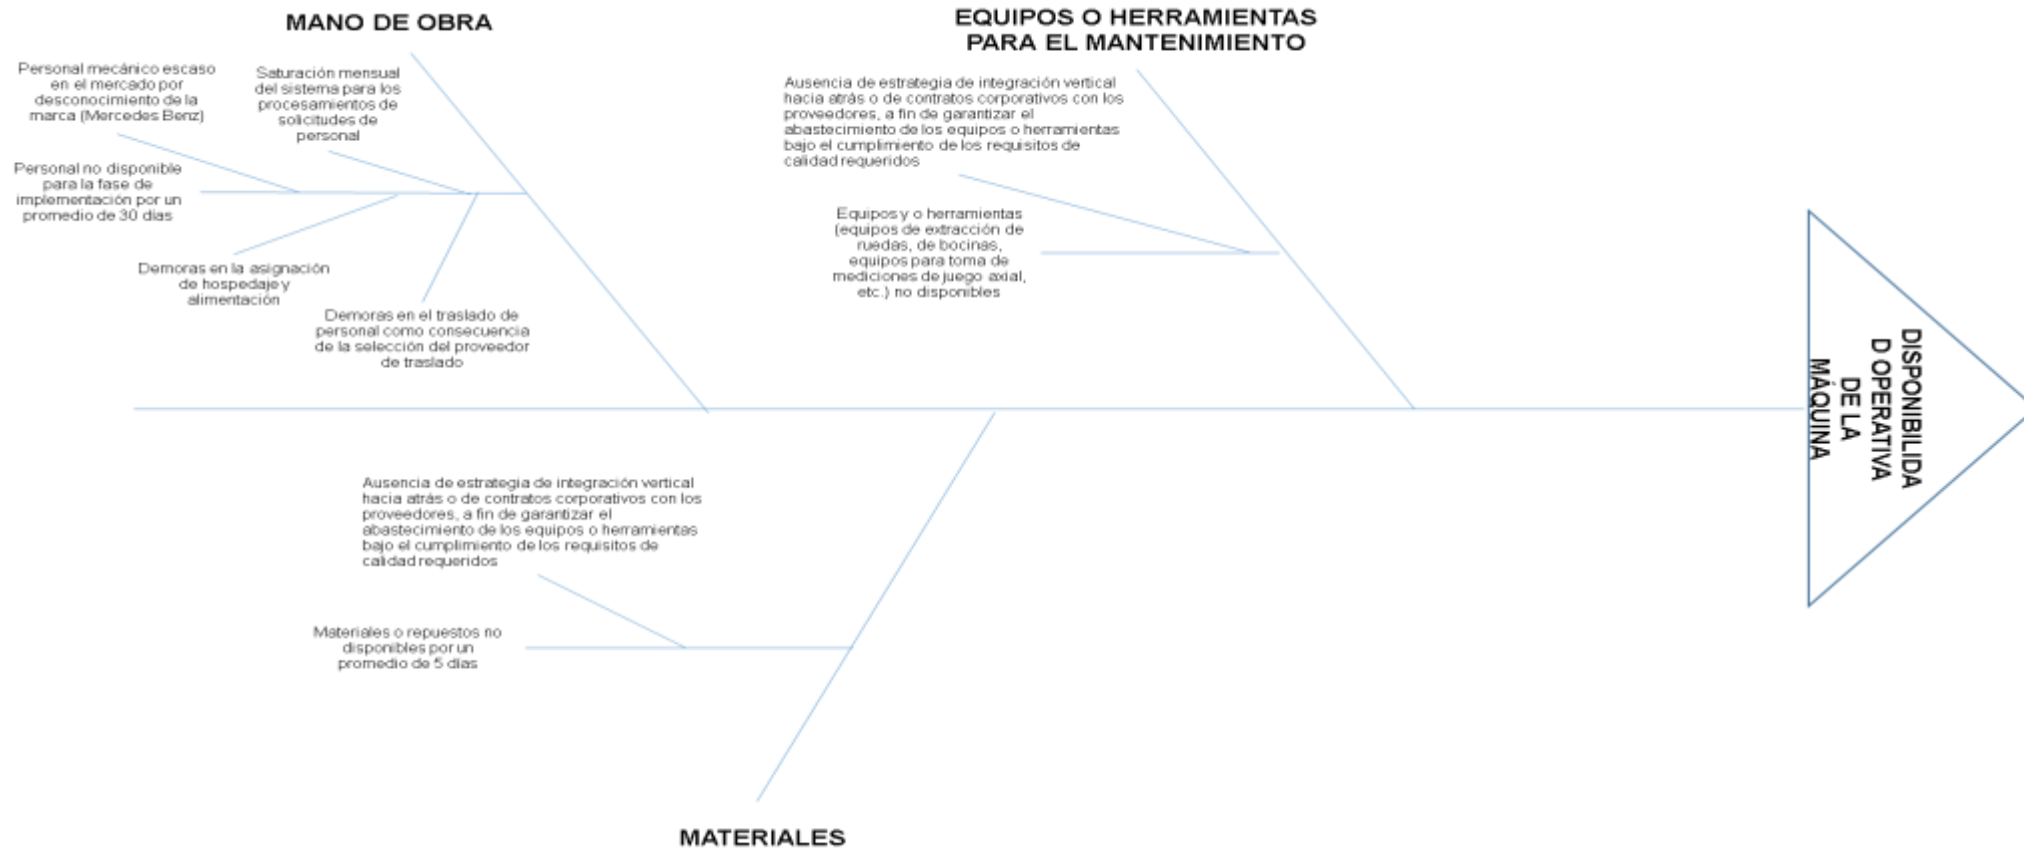 MANO DE OBRA
EQUIPOS O HERRAMIENTAS
PARA EL MANTENIMIENTO
Personal mecánico escaso
en el mercado por
desconocimiento de la
marca (Mercedes Benz)
Saturación mensual
del sistema para los
procesamientos de
solicitudes de
personal
Personal no disponible
para la fase de
implementación por un
promedio de 30 días
Demoras en la asignación
de hospedaje y
alimentación
Demoras en el traslado de
personal como consecuencia
de la selección del proveedor
de traslado
Ausencia de estrategia de integración vertical
hacia atrás o de contratos corporativos con los
proveedores, a fin de garantizar el
abastecimiento de los equipos o herramientas
bajo el cumplimiento de los requisitos de
calidad requeridos
Equipos y o herramientas
(equipos de extracción de
ruedas, de bocinas,
equipos para toma de
mediciones de juego axial,
etc.) no disponibles
DISPONIBILIDA
D OPERATIVA
DE LA
MÁQUINA
Ausencia de estrategia de integración vertical
hacia atrás o de contratos corporativos con los
proveedores, a fin de garantizar el
abastecimiento de los equipos o herramientas
bajo el cumplimiento de los requisitos de
calidad requeridos
Materiales o repuestos no
disponibles por un
promedio de 5 días
MATERIALES